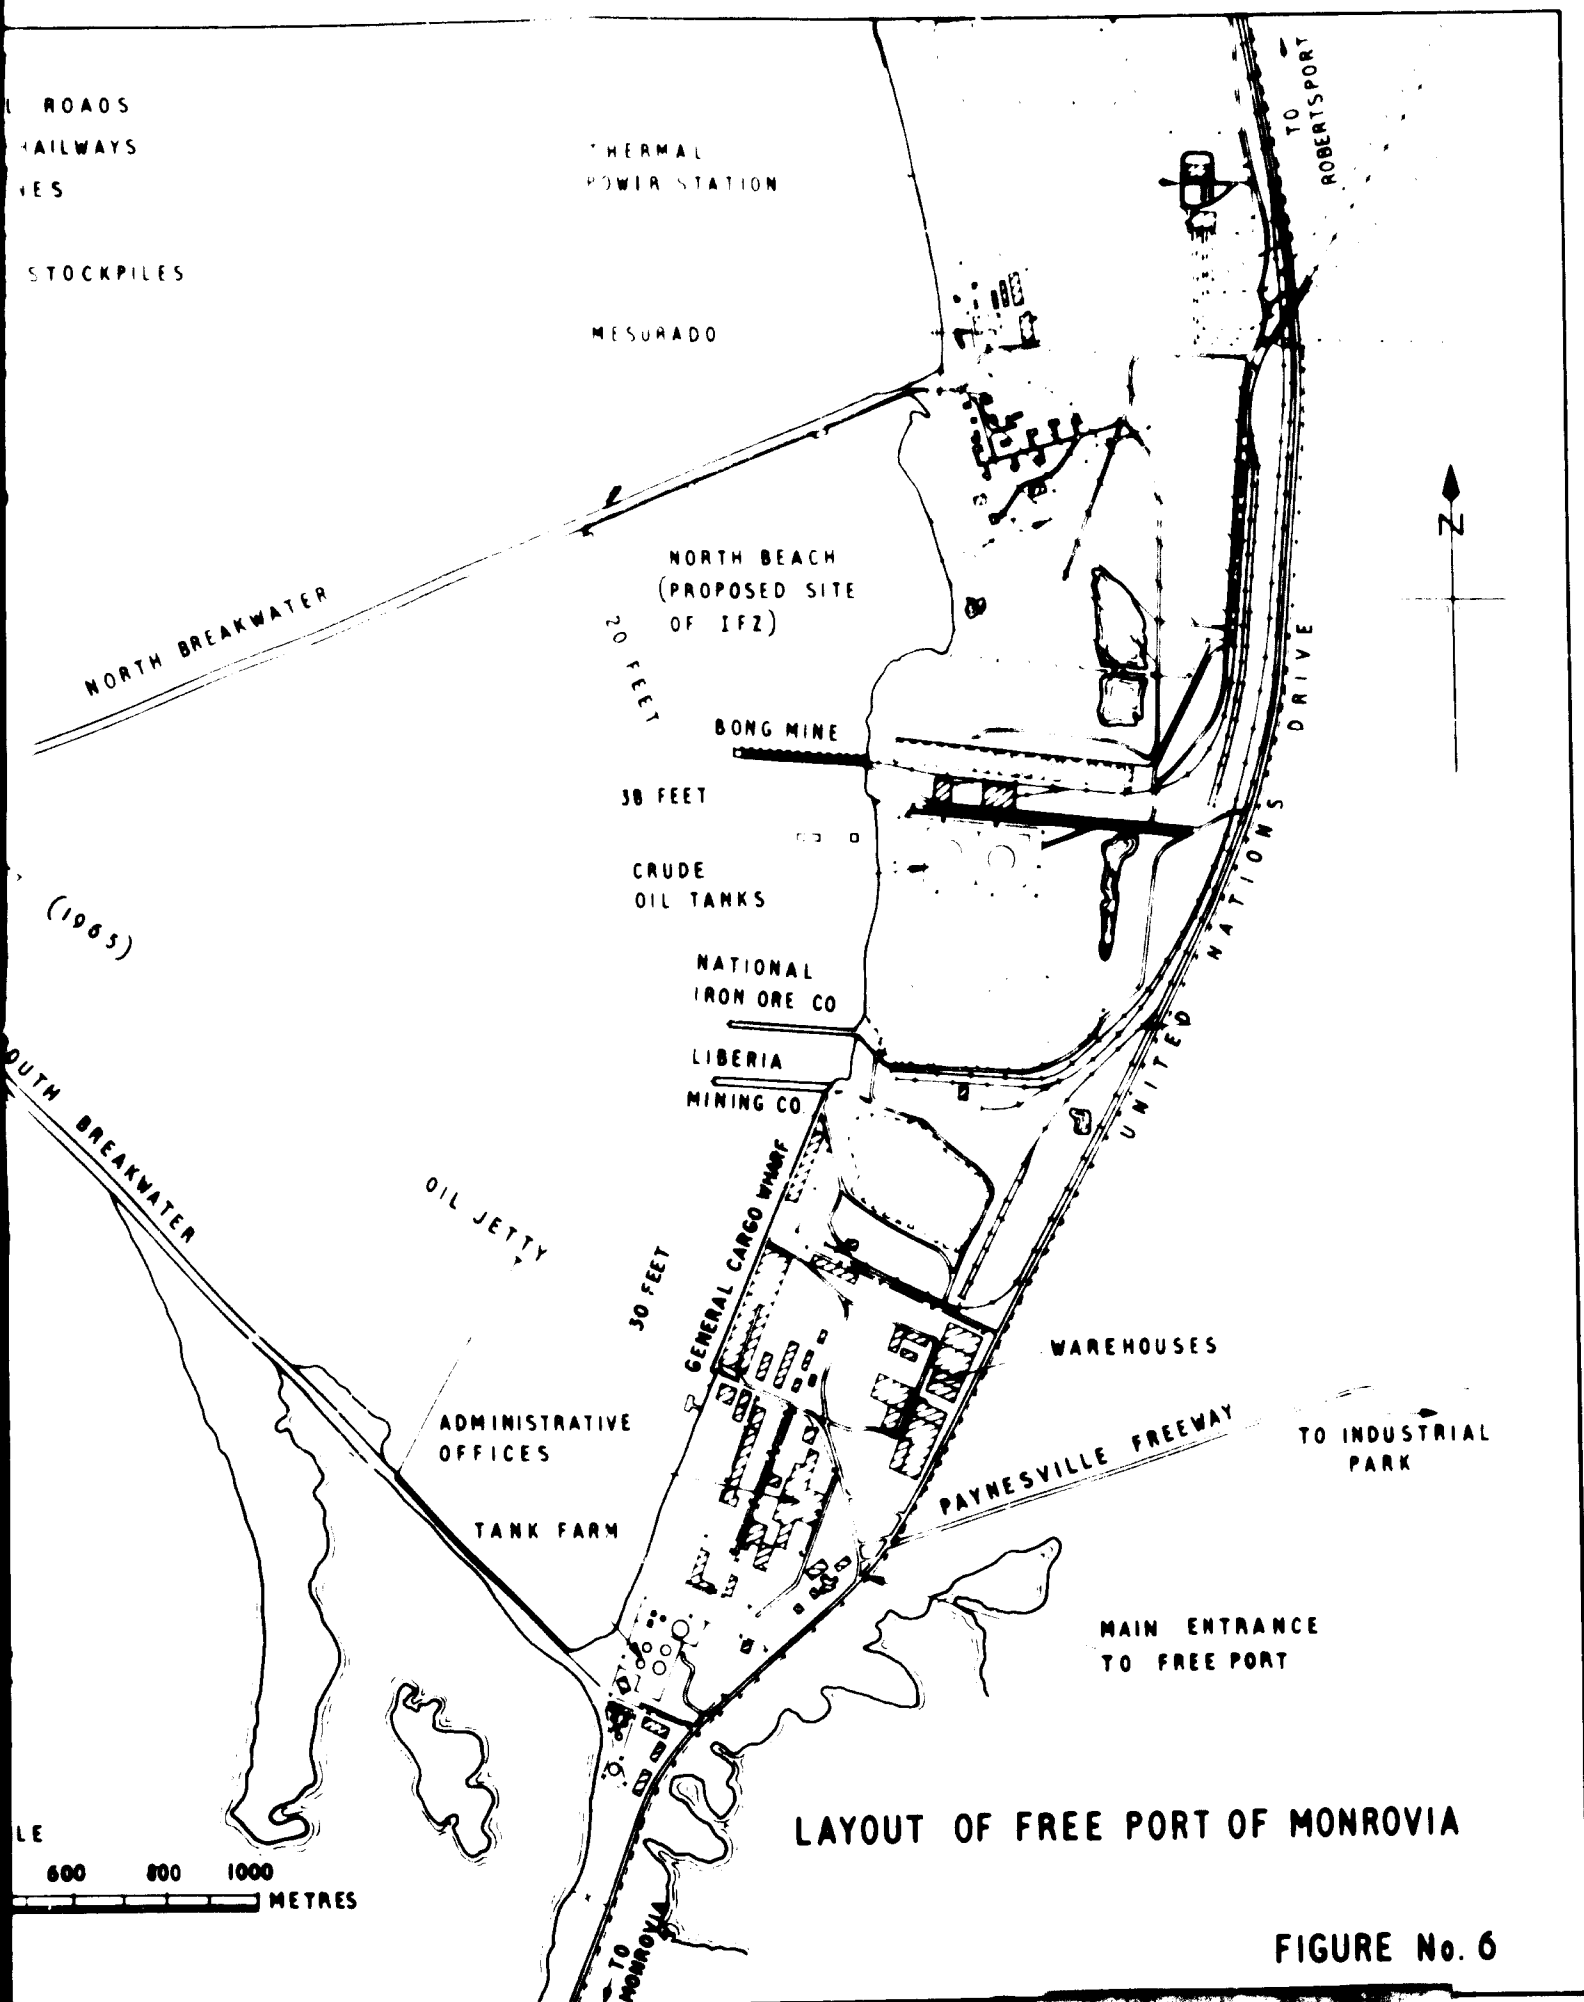 ROADS
RAILWAYS
STOCKPILES
THERMAL
POWER STATION
TO
ROBERTSPORT
MESURADO
NORTH BREAKWATER
NORTH BEACH
(PROPOSED SITE
OF IFZ)
20 FEET
N
BONG MINE
38 FEET
CRUDE
OIL TANKS
(1965)
NATIONAL
IRON ORE CO
LIBERIA
MINING CO.
UNITED NATIONS DRIVE
OUTH BREAKWATER
OIL JETTY
30 FEET
GENERAL CARGO WHARF
WAREHOUSES
ADMINISTRATIVE
OFFICES
PAYNESVILLE FREEWAY
TO INDUSTRIAL
PARK
TANK FARM
MAIN ENTRANCE
TO FREE PORT
LAYOUT OF FREE PORT OF MONROVIA
LE
600 800 1000
METRES
TO
MONROVIA
FIGURE No. 6